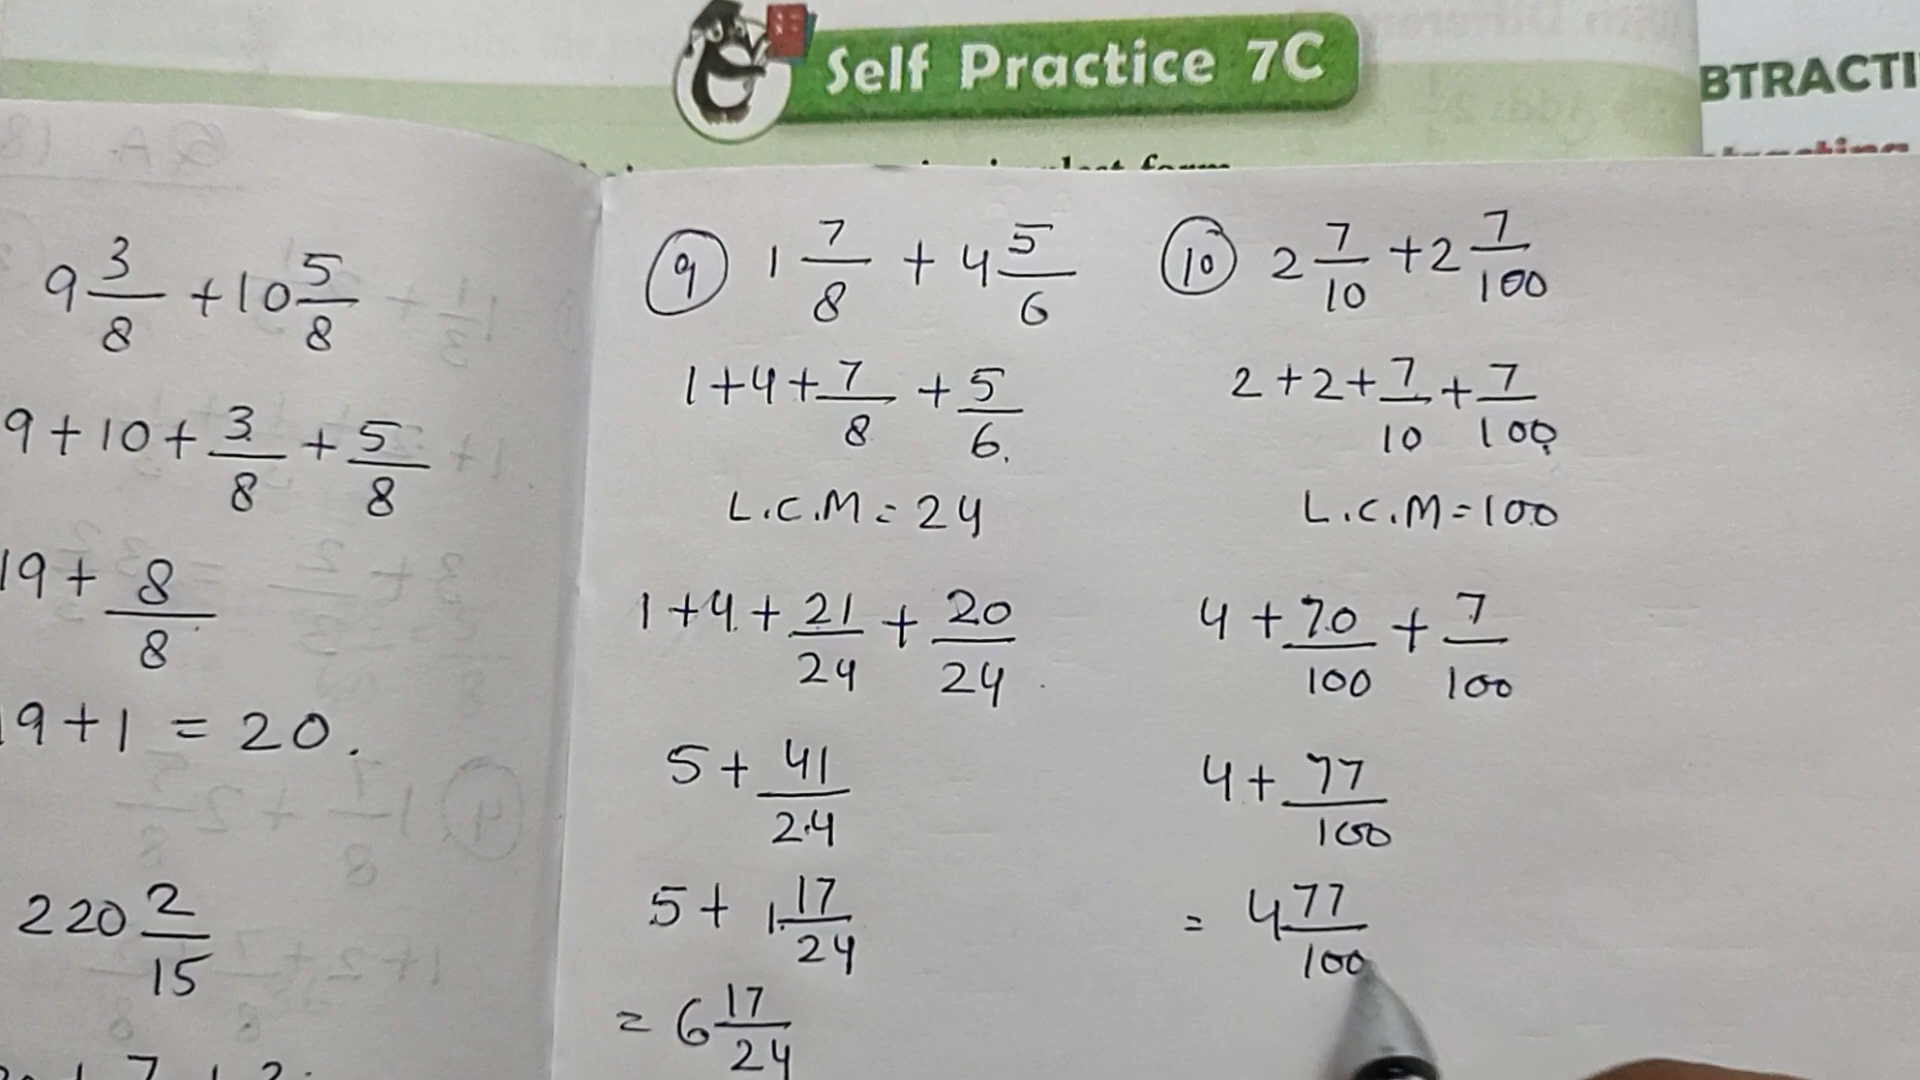 Self Practice 7C
BTRACTI
9 3/8 + 10 5/8
9 + 10 + 3/8 + 5/8
19 + 8/8
19 + 1 = 20.
220 2/15
(9) 1 7/8 + 4 5/6
1 + 4 + 7/8 + 5/6.
L.C.M = 24
1 + 4 + 21/24 + 20/24
5 + 41/24
5 + 1 17/24
= 6 17/24
(10) 2 7/10 + 2 7/100
2 + 2 + 7/10 + 7/100
L.C.M = 100
4 + 70/100 + 7/100
4 + 77/100
= 4 77/100